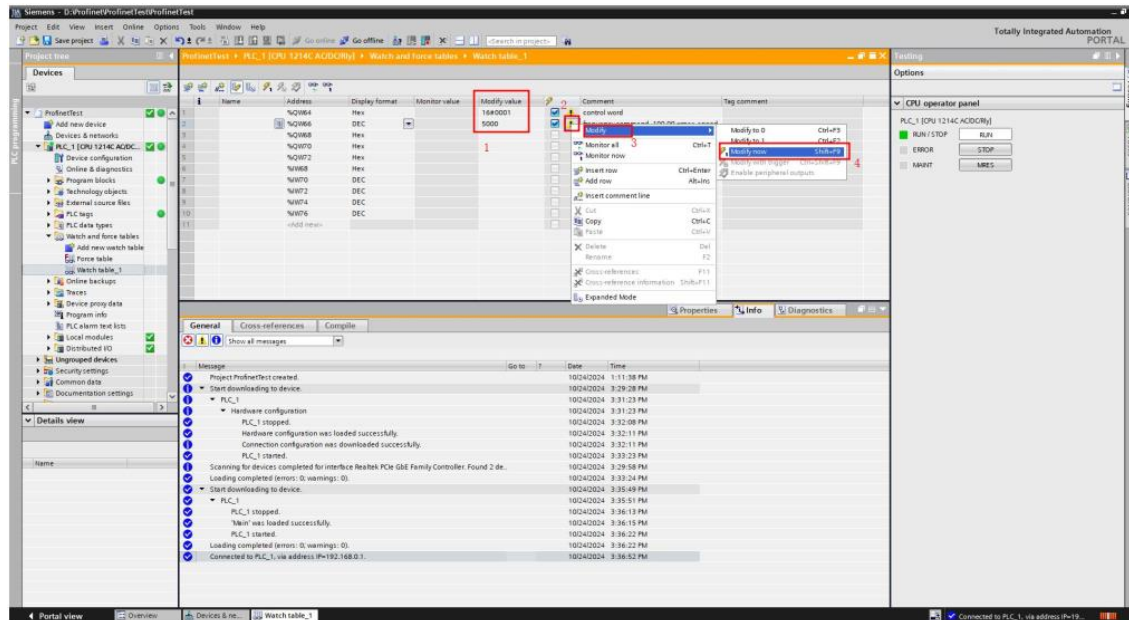 Siemens - D:\Profinet\ProfinetTest\ProfinetTest
Project Edit View Insert Online Options Tools Window Help
Totally Integrated Automation
PORTAL
Save project Go online Go offline <Search in project>
Project tree
ProfinetTest PLC_1 [CPU 1214C AC/DC/Rly] Watch and force tables Watch table_1
Testing
Devices
Options
i Name Address Display format Monitor value Modify value Comment Tag comment
1 %QW64 Hex 16#0001 control word
2 %QW66 DEC 5000
3 %QW68 Hex
4 %QW70 Hex
5 %QW72 Hex
6 %IW68 Hex
7 %IW70 DEC
8 %IW72 DEC
9 %IW74 DEC
10 %IW76 DEC
11 <Add new>
1
2
3
4
Modify
Monitor all Ctrl+T
Monitor now
Insert row Ctrl+Enter
Add row Alt+Ins
Insert comment line
Cut Ctrl+X
Copy Ctrl+C
Paste Ctrl+V
Delete Del
Rename F2
Cross-references F11
Cross-reference information Shift+F11
Expanded Mode
Modify to 0 Ctrl+F3
Modify to 1 Ctrl+F2
Modify now Shift+F9
Modify with trigger Ctrl+Shift+F9
Enable peripheral outputs
ProfinetTest
Add new device
Devices & networks
PLC_1 [CPU 1214C AC/DC...
Device configuration
Online & diagnostics
Program blocks
Technology objects
External source files
PLC tags
PLC data types
Watch and force tables
Add new watch table
Force table
Watch table_1
Online backups
Traces
Device proxy data
Program info
PLC alarm text lists
Local modules
Distributed I/O
Ungrouped devices
Security settings
Common data
Documentation settings
Details view
Name
PLC programming
CPU operator panel
PLC_1 [CPU 1214C AC/DC/Rly]
RUN / STOP RUN
ERROR STOP
MAINT MRES
Properties Info Diagnostics
General Cross-references Compile
Show all messages
! Message Go to ? Date Time
Project ProfinetTest created. 10/24/2024 1:11:38 PM
Start downloading to device. 10/24/2024 3:29:28 PM
PLC_1 10/24/2024 3:31:23 PM
Hardware configuration 10/24/2024 3:31:23 PM
PLC_1 stopped. 10/24/2024 3:32:08 PM
Hardware configuration was loaded successfully. 10/24/2024 3:32:11 PM
Connection configuration was downloaded successfully. 10/24/2024 3:32:11 PM
PLC_1 started. 10/24/2024 3:33:23 PM
Scanning for devices completed for interface Realtek PCIe GbE Family Controller. Found 2 de.. 10/24/2024 3:29:58 PM
Loading completed (errors: 0; warnings: 0). 10/24/2024 3:33:24 PM
Start downloading to device. 10/24/2024 3:35:49 PM
PLC_1 10/24/2024 3:35:51 PM
PLC_1 stopped. 10/24/2024 3:36:13 PM
'Main' was loaded successfully. 10/24/2024 3:36:15 PM
PLC_1 started. 10/24/2024 3:36:22 PM
Loading completed (errors: 0; warnings: 0). 10/24/2024 3:36:22 PM
Connected to PLC_1, via address IP=192.168.0.1. 10/24/2024 3:36:52 PM
Portal view Overview Devices & ne... Watch table_1
Connected to PLC_1, via address IP=19...